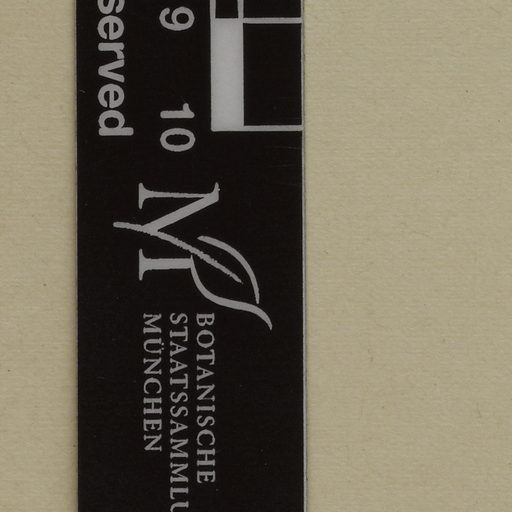 served
9 10
BOTANISCHE
STAATSSAMMLU
MÜNCHEN